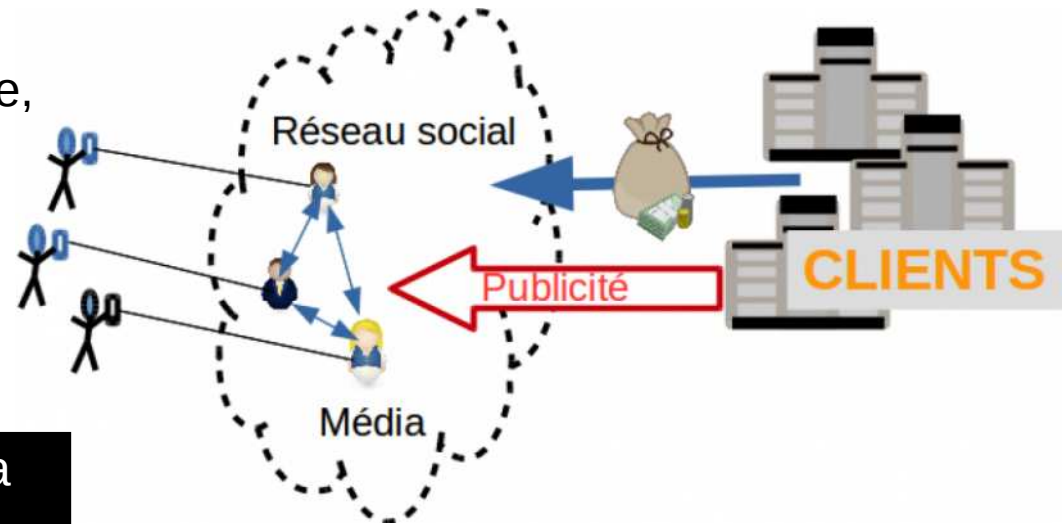 e,
Réseau social
CLIENTS
Publicité
Média
a